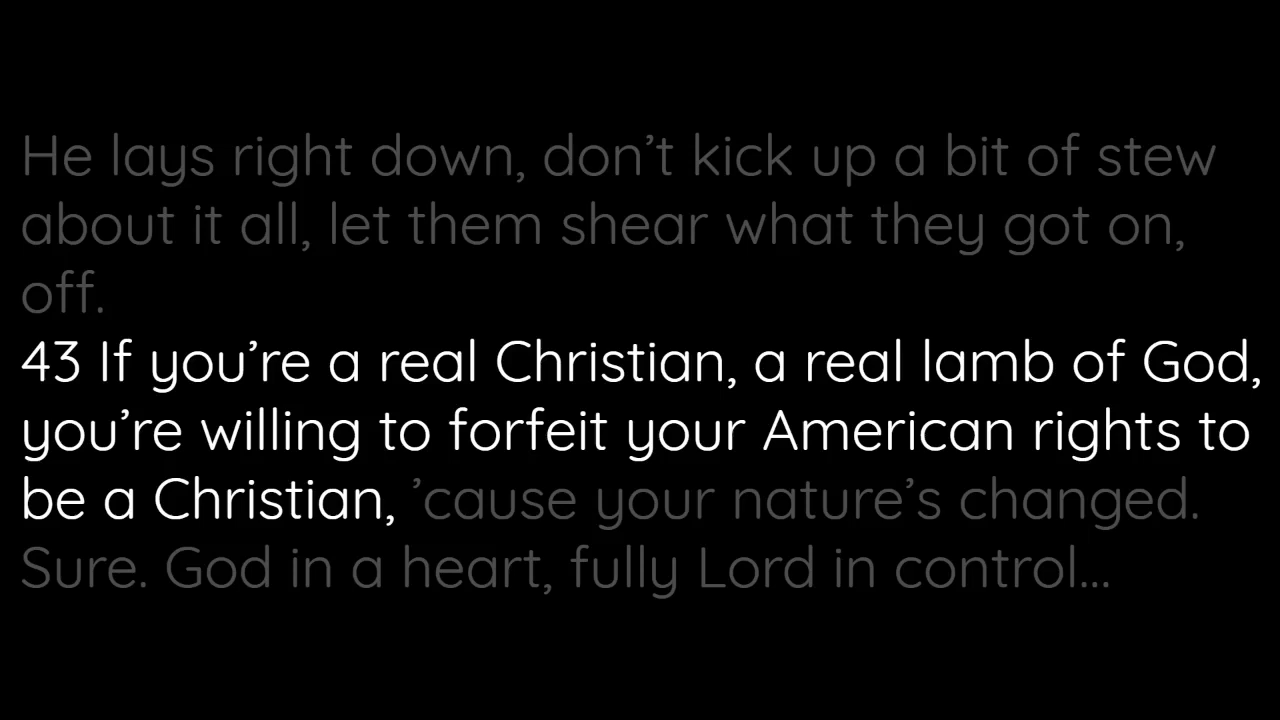 He lays right down, don’t kick up a bit of stew
about it all, let them shear what they got on,
off.
43 If you’re a real Christian, a real lamb of God,
you’re willing to forfeit your American rights to
be a Christian, ’cause your nature’s changed.
Sure. God in a heart, fully Lord in control...